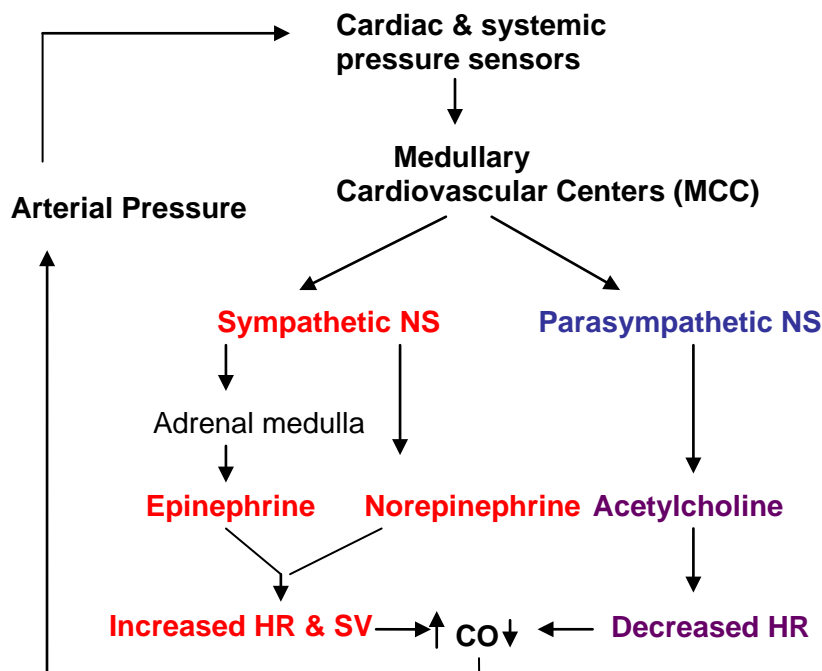 Cardiac & systemic
pressure sensors
Medullary
Cardiovascular Centers (MCC)
Arterial Pressure
Sympathetic NS
Parasympathetic NS
Adrenal medulla
Epinephrine
Norepinephrine
Acetylcholine
Increased HR & SV
CO
Decreased HR